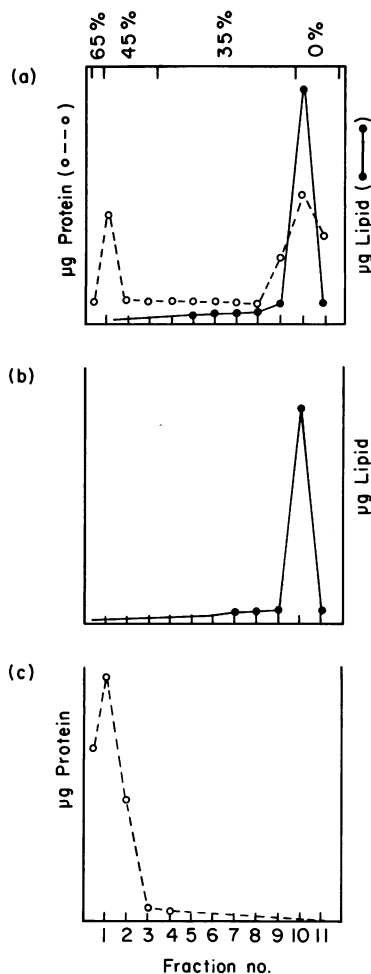 65% 45% 35% 0%
(a)
µg Protein (o---o)
µg Lipid (●—●)
(b)
µg Lipid
(c)
µg Protein
1 2 3 4 5 6 7 8 9 10 11
Fraction no.